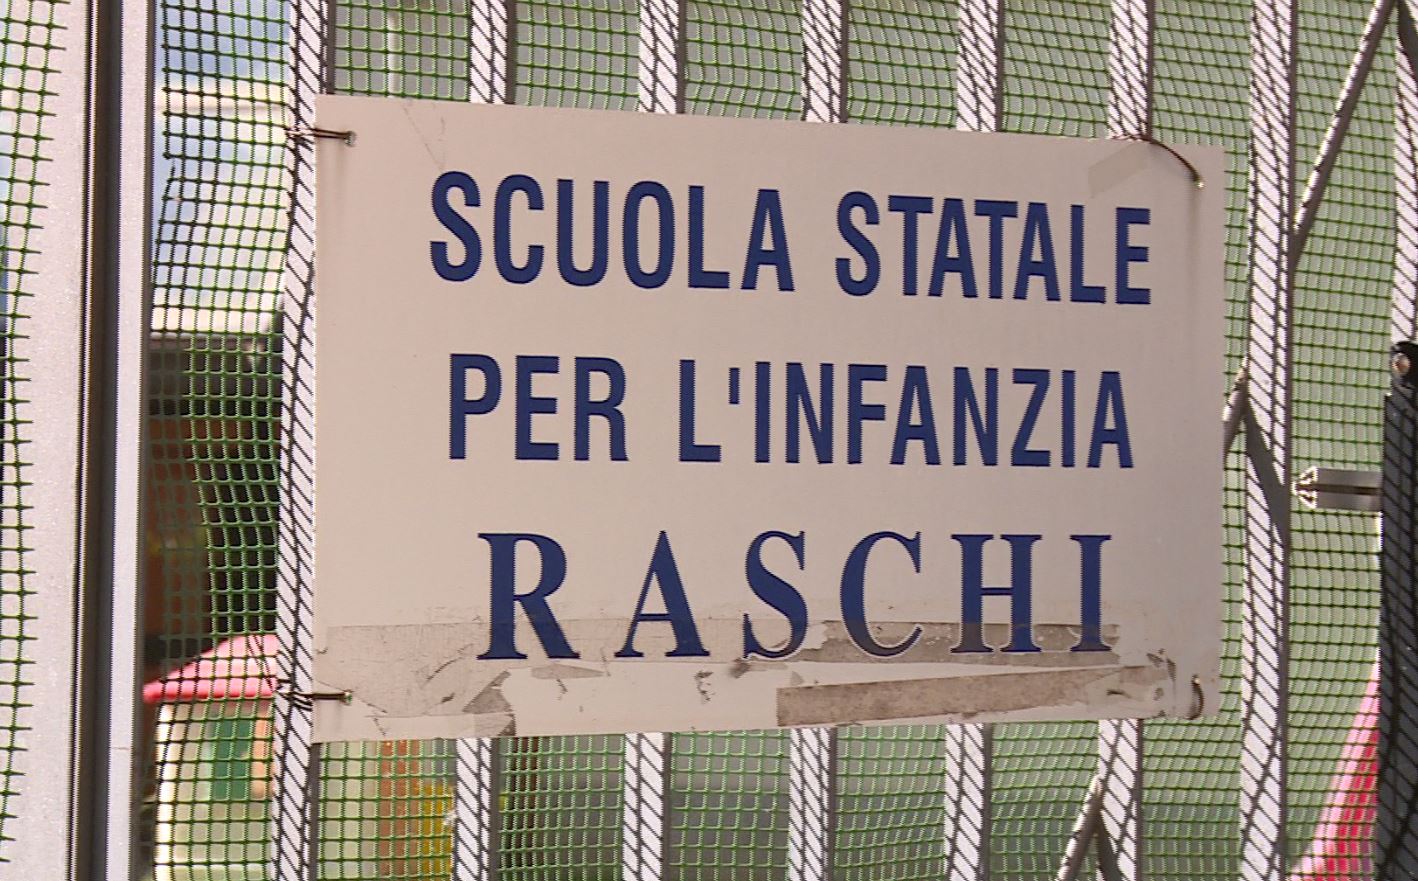 SCUOLA STATALE
PER L'INFANZIA
RASCHI